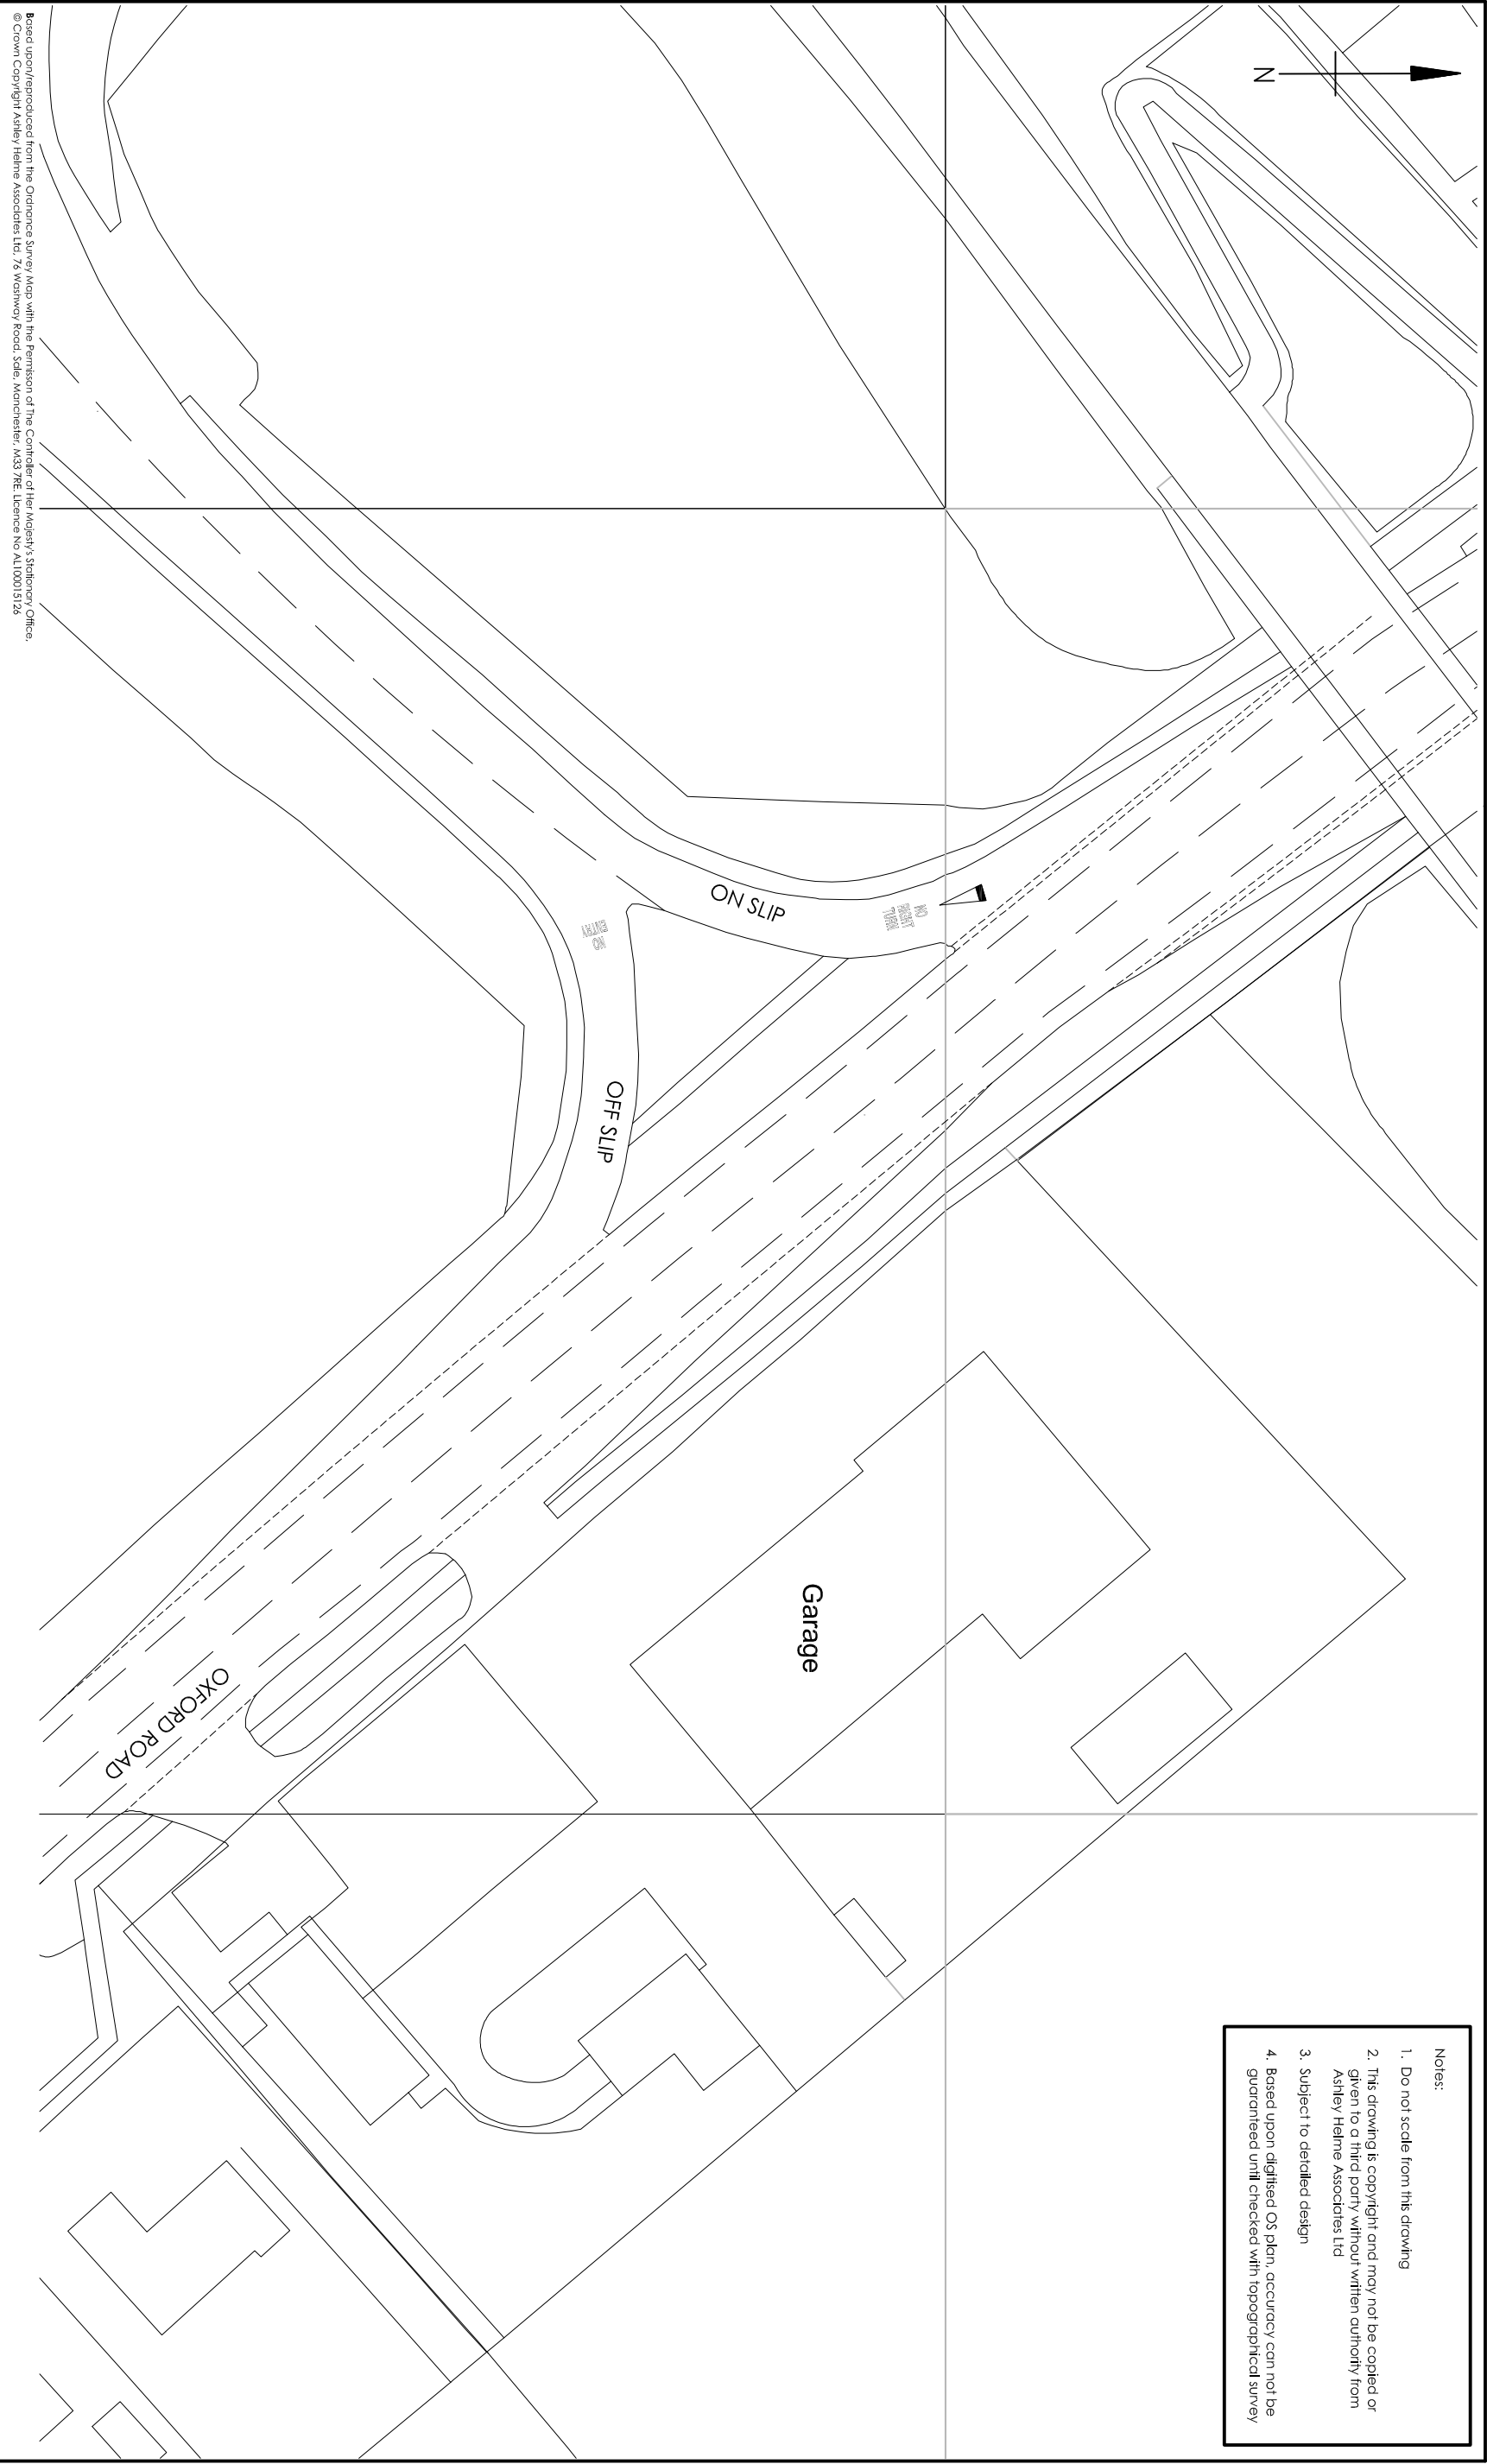 Notes:
1. Do not scale from this drawing
2. This drawing is copyright and may not be copied or
given to a third party without written authority from
Ashley Helme Associates Ltd
3. Subject to detailed design
4. Based upon digitised OS plan, accuracy can not be
guaranteed until checked with topographical survey
N
ON SLIP
NO
RIGHT
TURN
OFF SLIP
Garage
OXFORD ROAD
Based upon/reproduced from the Ordnance Survey Map with the Permisson of The Controller of Her Majesty's Stationary Office.
© Crown Copyright Ashley Helme Associates Ltd, 76 Washway Road, Sale, Manchester, M33 7RE. Licence No AL100015126